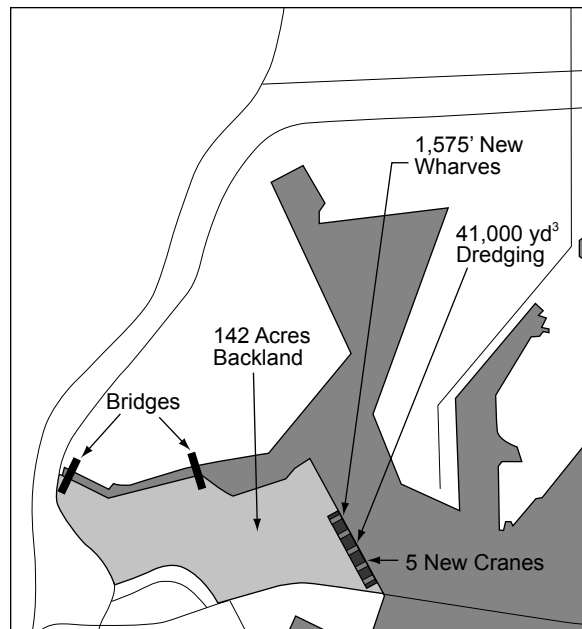 1,575’ New
Wharves
41,000 yd³
Dredging
142 Acres
Backland
Bridges
5 New Cranes